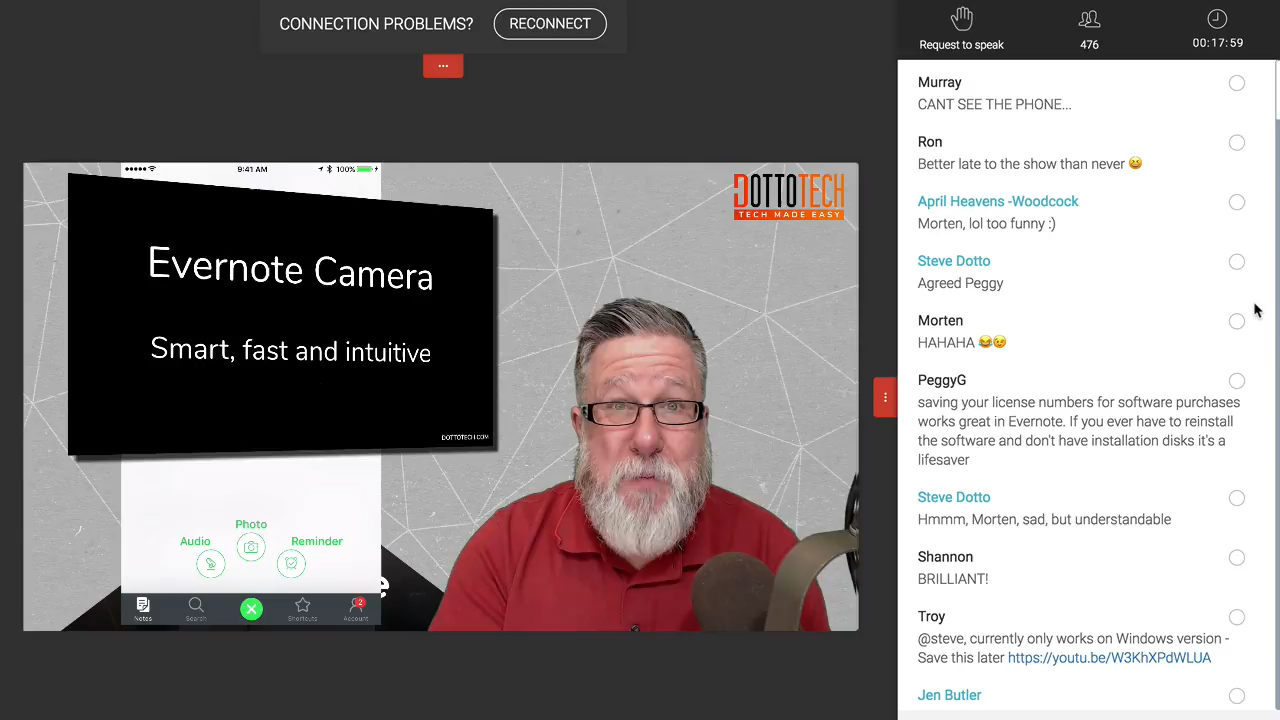 CONNECTION PROBLEMS? RECONNECT
...
Request to speak
476
00:17:59
9:41 AM
100%
Evernote Camera
Smart, fast and intuitive
DOTTOTECH.COM
DOTTOTECH
TECH MADE EASY
Photo
Audio
Reminder
e
Notes
Search
Shortcuts
2
Account
Murray
CANT SEE THE PHONE...
Ron
Better late to the show than never 😆
April Heavens -Woodcock
Morten, lol too funny :)
Steve Dotto
Agreed Peggy
Morten
HAHAHA 😂😉
PeggyG
saving your license numbers for software purchases
works great in Evernote. If you ever have to reinstall
the software and don't have installation disks it's a
lifesaver
Steve Dotto
Hmmm, Morten, sad, but understandable
Shannon
BRILLIANT!
Troy
@steve, currently only works on Windows version -
Save this later https://youtu.be/W3KhXPdWLUA
Jen Butler